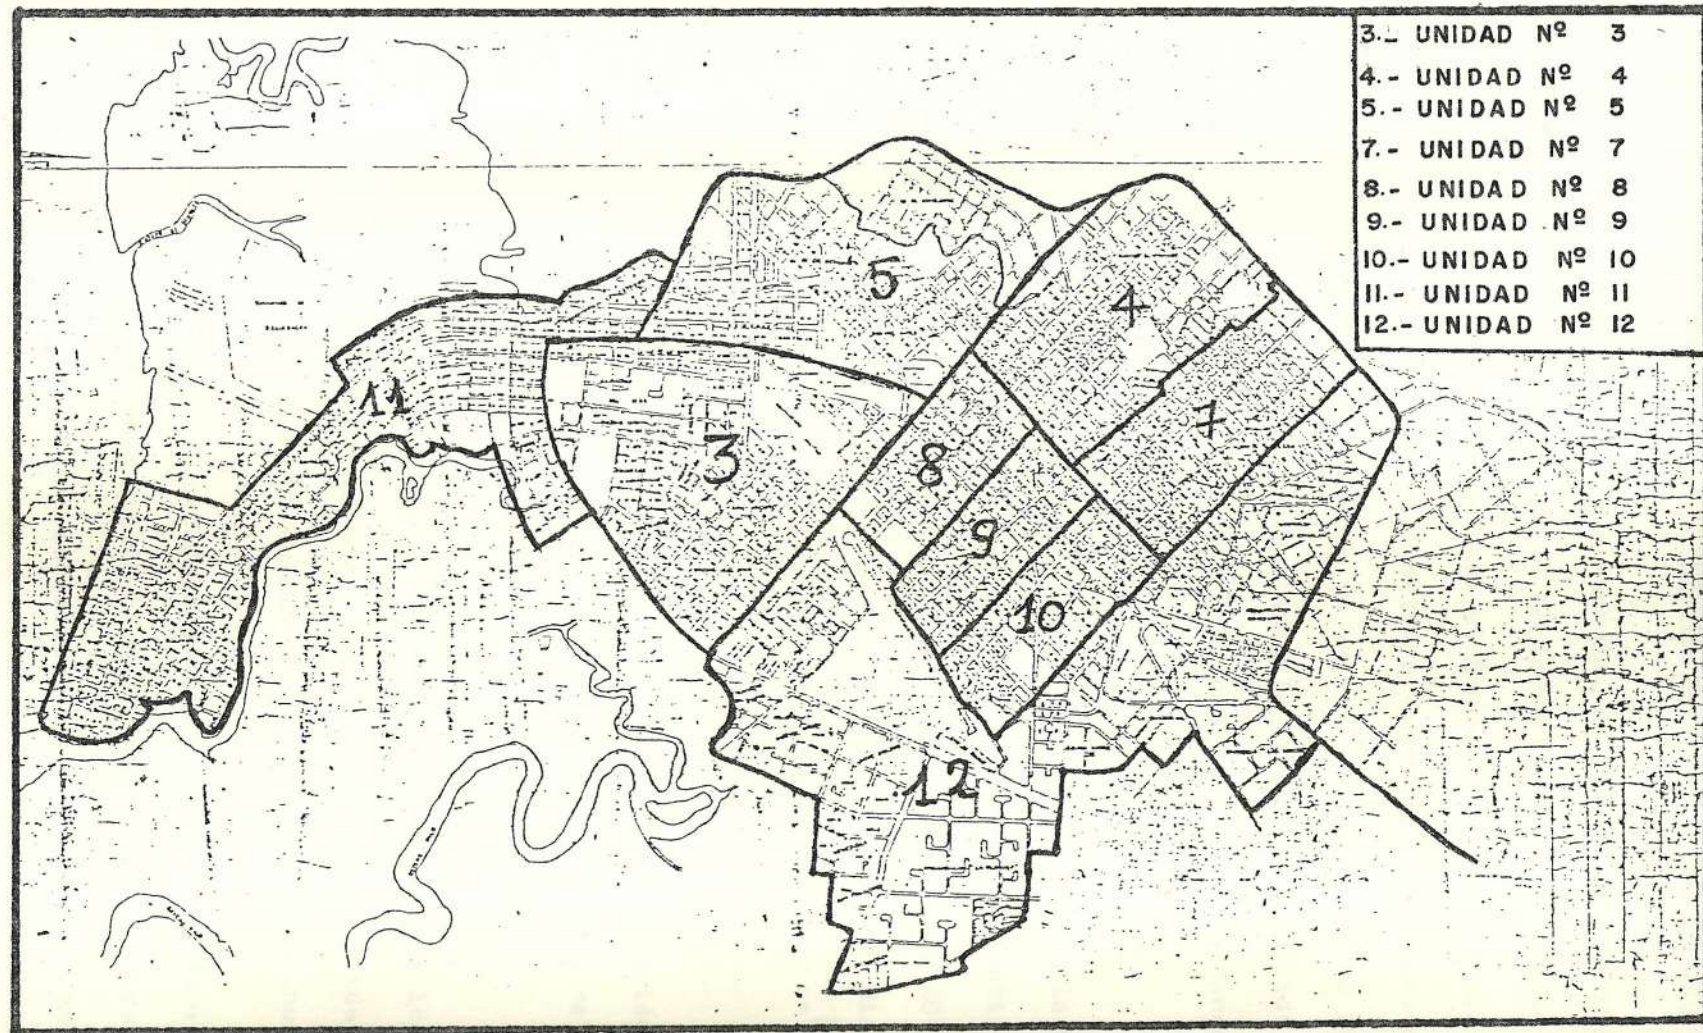 3.- UNIDAD Nº 3
4.- UNIDAD Nº 4
5.- UNIDAD Nº 5
7.- UNIDAD Nº 7
8.- UNIDAD Nº 8
9.- UNIDAD Nº 9
10.- UNIDAD Nº 10
11.- UNIDAD Nº 11
12.- UNIDAD Nº 12
5
4
11
3
8
7
9
10
12